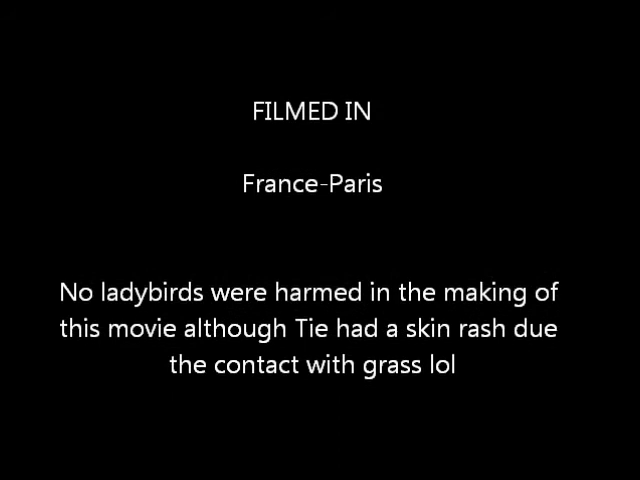 FILMED IN
France-Paris
No ladybirds were harmed in the making of
this movie although Tie had a skin rash due
the contact with grass lol